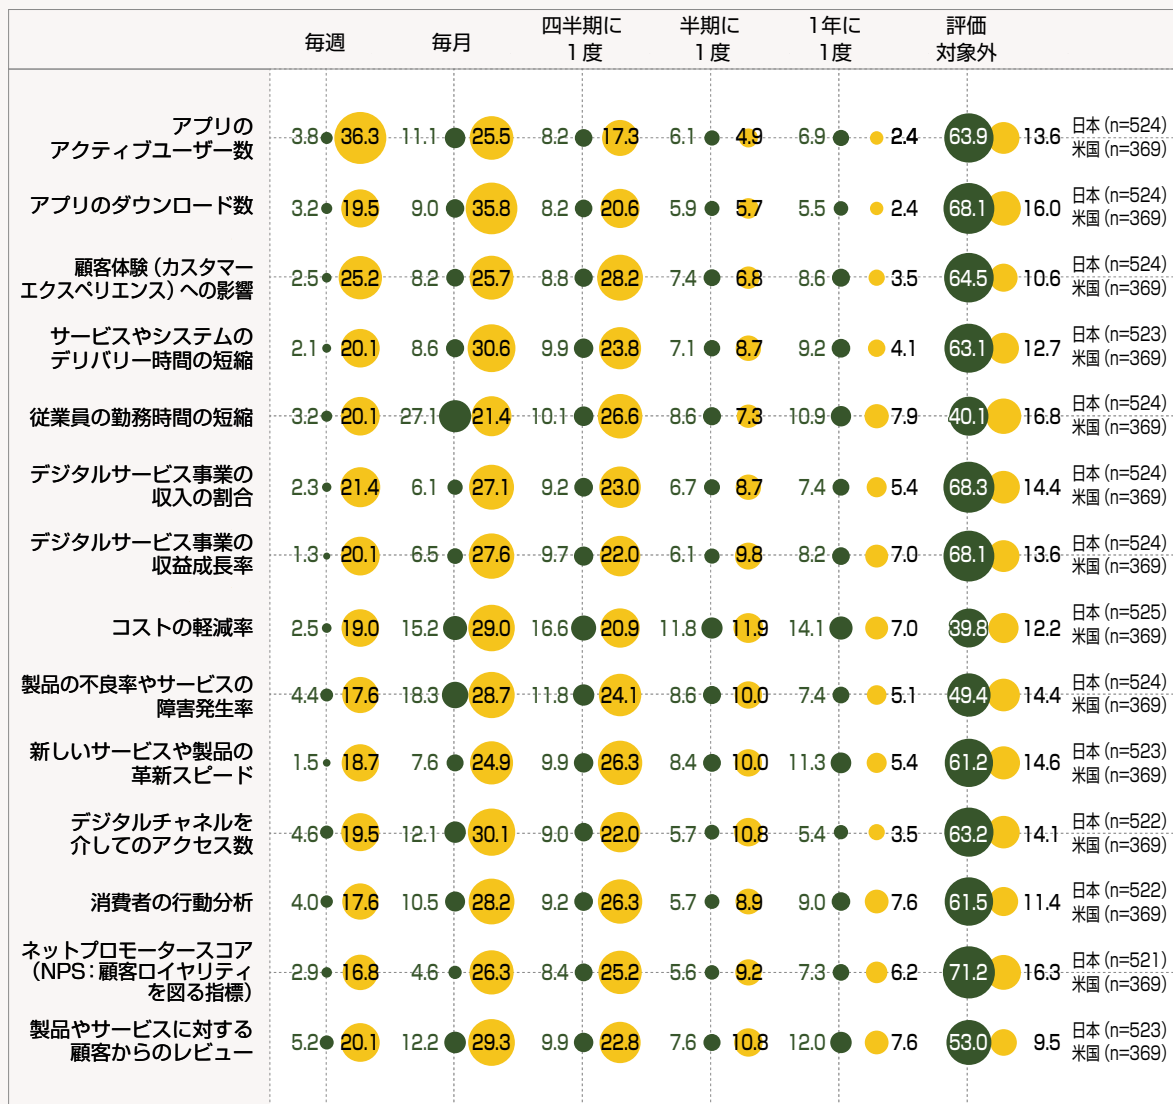 毎週
毎月
四半期に
1度
半期に
1度
1年に
1度
評価
対象外
アプリの
アクティブユーザー数
3.8 36.3 11.1 25.5 8.2 17.3 6.1 4.9 6.9 2.4 63.9 13.6
日本(n=524)
米国(n=369)
アプリのダウンロード数
3.2 19.5 9.0 35.8 8.2 20.6 5.9 5.7 5.5 2.4 68.1 16.0
日本(n=524)
米国(n=369)
顧客体験(カスタマー
エクスペリエンス)への影響
2.5 25.2 8.2 25.7 8.8 28.2 7.4 6.8 8.6 3.5 64.5 10.6
日本(n=524)
米国(n=369)
サービスやシステムの
デリバリー時間の短縮
2.1 20.1 8.6 30.6 9.9 23.8 7.1 8.7 9.2 4.1 63.1 12.7
日本(n=523)
米国(n=369)
従業員の勤務時間の短縮
3.2 20.1 27.1 21.4 10.1 26.6 8.6 7.3 10.9 7.9 40.1 16.8
日本(n=524)
米国(n=369)
デジタルサービス事業の
収入の割合
2.3 21.4 6.1 27.1 9.2 23.0 6.7 8.7 7.4 5.4 68.3 14.4
日本(n=524)
米国(n=369)
デジタルサービス事業の
収益成長率
1.3 20.1 6.5 27.6 9.7 22.0 6.1 9.8 8.2 7.0 68.1 13.6
日本(n=524)
米国(n=369)
コストの軽減率
2.5 19.0 15.2 29.0 16.6 20.9 11.8 11.9 14.1 7.0 39.8 12.2
日本(n=525)
米国(n=369)
製品の不良率やサービスの
障害発生率
4.4 17.6 18.3 28.7 11.8 24.1 8.6 10.0 7.4 5.1 49.4 14.4
日本(n=524)
米国(n=369)
新しいサービスや製品の
革新スピード
1.5 18.7 7.6 24.9 9.9 26.3 8.4 10.0 11.3 5.4 61.2 14.6
日本(n=523)
米国(n=369)
デジタルチャネルを
介してのアクセス数
4.6 19.5 12.1 30.1 9.0 22.0 5.7 10.8 5.4 3.5 63.2 14.1
日本(n=522)
米国(n=369)
消費者の行動分析
4.0 17.6 10.5 28.2 9.2 26.3 5.7 8.9 9.0 7.6 61.5 11.4
日本(n=522)
米国(n=369)
ネットプロモータースコア
(NPS:顧客ロイヤリティ
を図る指標)
2.9 16.8 4.6 26.3 8.4 25.2 5.6 9.2 7.3 6.2 71.2 16.3
日本(n=521)
米国(n=369)
製品やサービスに対する
顧客からのレビュー
5.2 20.1 12.2 29.3 9.9 22.8 7.6 10.8 12.0 7.6 53.0 9.5
日本(n=523)
米国(n=369)